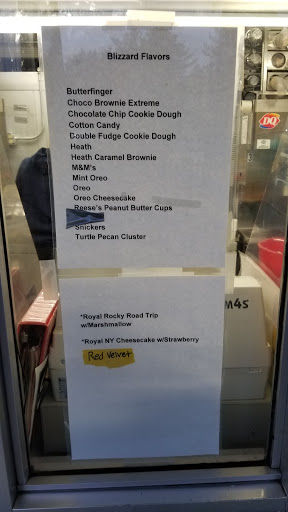 Blizzard Flavors
Butterfinger
Choco Brownie Extreme
Chocolate Chip Cookie Dough
Cotton Candy
Double Fudge Cookie Dough
Heath
Heath Caramel Brownie
M&M's
Mint Oreo
Oreo
Oreo Cheesecake
Reese's Peanut Butter Cups
Snickers
Turtle Pecan Cluster
*Royal Rocky Road Trip
w/Marshmallow
*Royal NY Cheesecake w/Strawberry
Red Velvet
DQ
M45